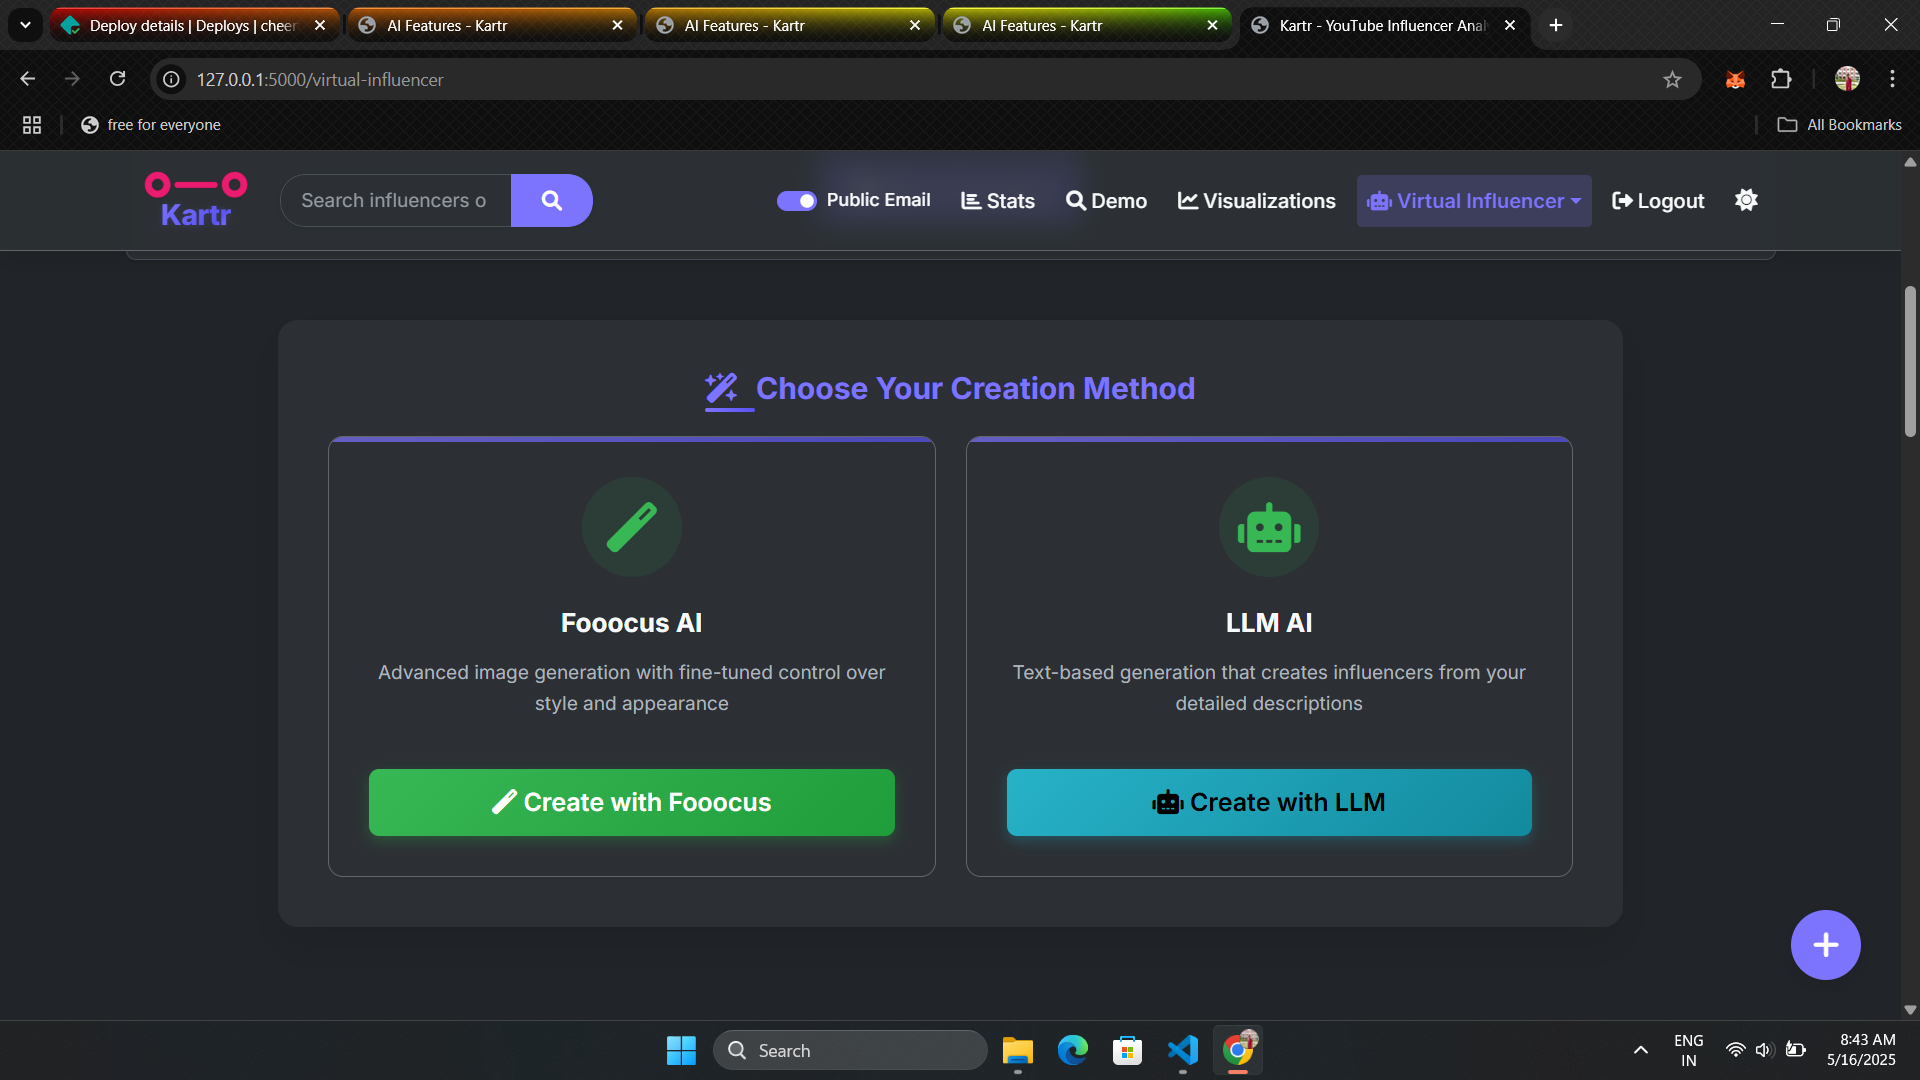 Deploy details | Deploys | cheer
AI Features - Kartr
AI Features - Kartr
AI Features - Kartr
Kartr - YouTube Influencer Anal
127.0.0.1:5000/virtual-influencer
free for everyone
All Bookmarks
Kartr
Search influencers o
Public Email
Stats
Demo
Visualizations
Virtual Influencer
Logout
Choose Your Creation Method
Fooocus AI
Advanced image generation with fine-tuned control over
style and appearance
Create with Fooocus
LLM AI
Text-based generation that creates influencers from your
detailed descriptions
Create with LLM
Search
ENG
IN
8:43 AM
5/16/2025